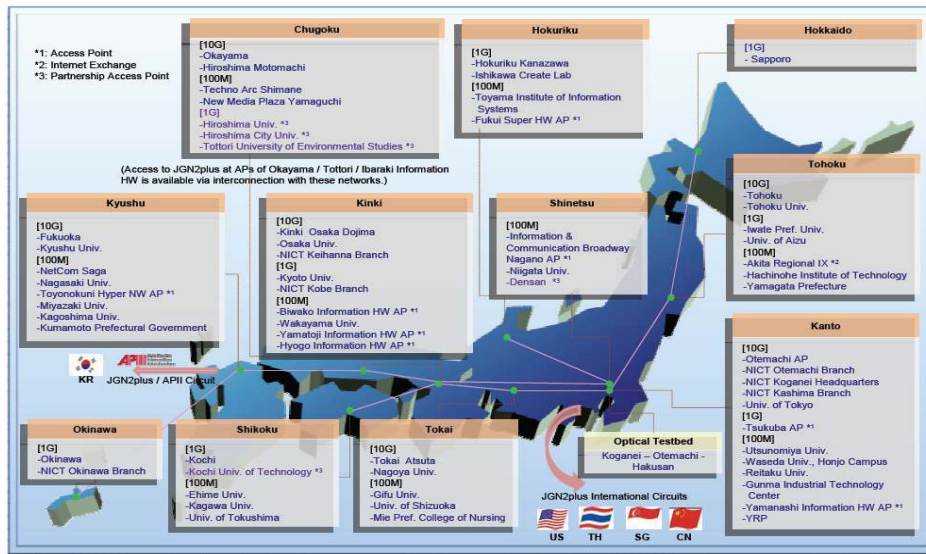 *1: Access Point
*2: Internet Exchange
*3: Partnership Access Point
Chugoku
[10G]
-Okayama
-Hiroshima Motomachi
[100M]
-Techno Arc Shimane
-New Media Plaza Yamaguchi
[1G]
-Hiroshima Univ. *3
-Hiroshima City Univ. *3
-Tottori University of Environmental Studies *3
Hokuriku
[1G]
-Hokuriku Kanazawa
-Ishikawa Create Lab
[100M]
-Toyama Institute of Information
Systems
-Fukui Super HW AP *1
Hokkaido
[1G]
- Sapporo
(Access to JGN2plus at APs of Okayama / Tottori / Ibaraki Information
HW is available via interconnection with these networks.)
Kyushu
[10G]
-Fukuoka
-Kyushu Univ.
[100M]
-NetCom Saga
-Nagasaki Univ.
-Toyonokuni Hyper NW AP *1
-Miyazaki Univ.
-Kagoshima Univ.
-Kumamoto Prefectural Government
Kinki
[10G]
-Kinki Osaka Dojima
-Osaka Univ.
-NICT Keihanna Branch
[1G]
-Kyoto Univ.
-NICT Kobe Branch
[100M]
-Biwako Information HW AP *1
-Wakayama Univ.
-Yamatoji Information HW AP *1
-Hyogo Information HW AP *1
Shinetsu
[100M]
-Information &
Communication Broadway
Nagano AP *1
-Niigata Univ.
-Densan *3
Tohoku
[10G]
-Tohoku
-Tohoku Univ.
[1G]
-Iwate Pref. Univ.
-Univ. of Aizu
[100M]
-Akita Regional IX *2
-Hachinohe Institute of Technology
-Yamagata Prefecture
Kanto
[10G]
-Otemachi AP
-NICT Otemachi Branch
-NICT Koganei Headquarters
-NICT Kashima Branch
-Univ. of Tokyo
[1G]
-Tsukuba AP *1
[100M]
-Utsunomiya Univ.
-Waseda Univ., Honjo Campus
-Reitaku Univ.
-Gunma Industrial Technology
Center
-Yamanashi Information HW AP *1
-YRP
APII
KR
JGN2plus / APII Circuit
Okinawa
[1G]
-Okinawa
-NICT Okinawa Branch
Shikoku
[1G]
-Kochi
-Kochi Univ. of Technology *3
[100M]
-Ehime Univ.
-Kagawa Univ.
-Univ. of Tokushima
Tokai
[10G]
-Tokai Atsuta
-Nagoya Univ.
[100M]
-Gifu Univ.
-Univ. of Shizuoka
-Mie Pref. College of Nursing
Optical Testbed
Koganei – Otemachi -
Hakusan
JGN2plus International Circuits
US TH SG CN